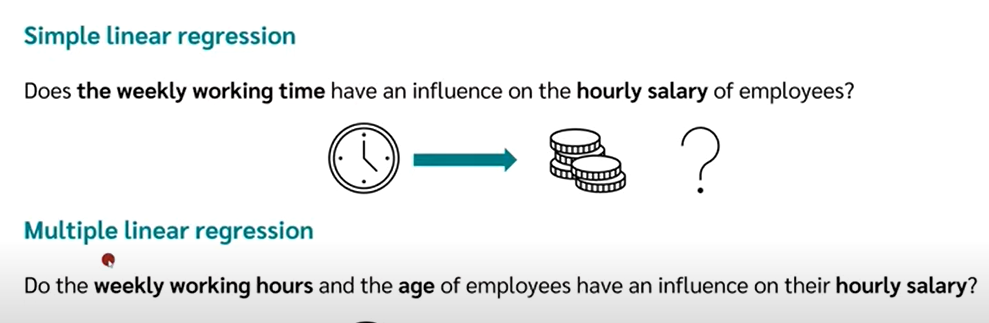 Simple linear regression
Does the weekly working time have an influence on the hourly salary of employees?
?
Multiple linear regression
Do the weekly working hours and the age of employees have an influence on their hourly salary?